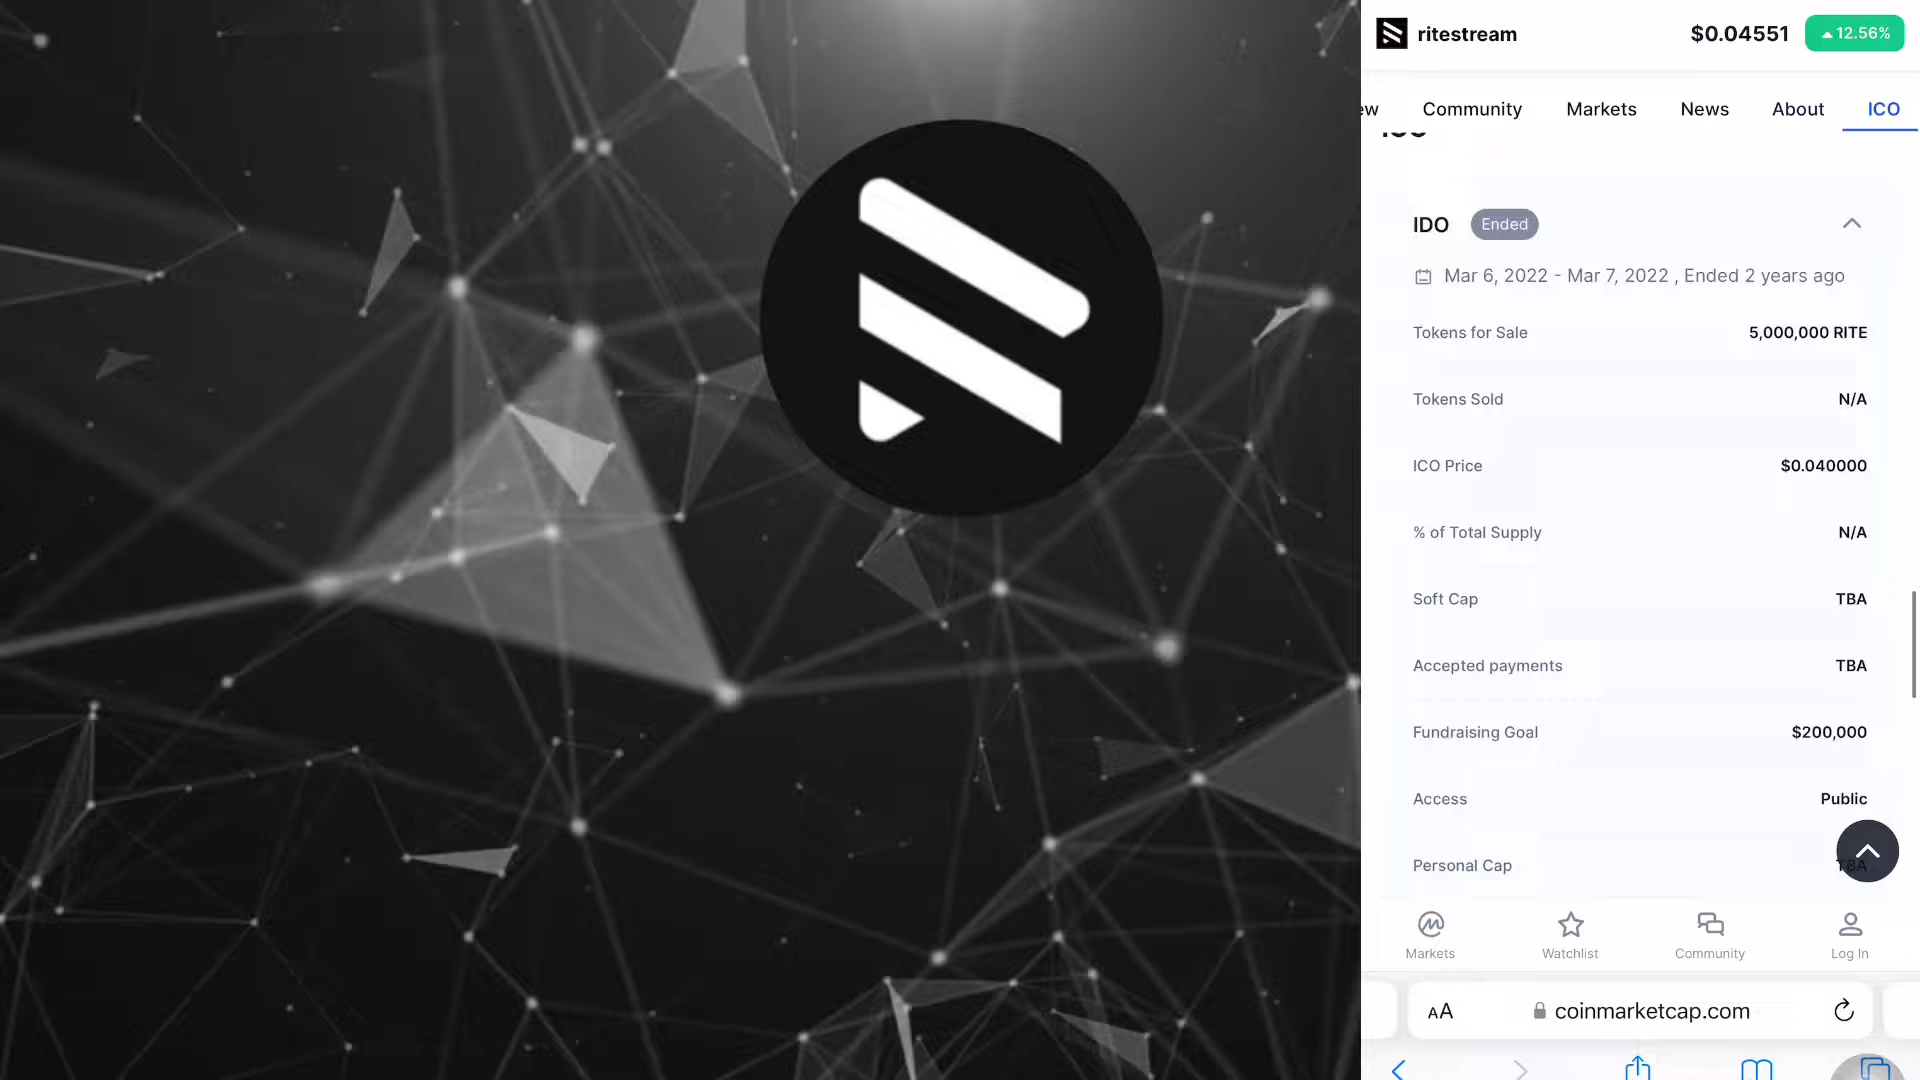 ritestream $0.04551 12.56%
ew Community Markets News About ICO
ICO
IDO Ended
Mar 6, 2022 - Mar 7, 2022 , Ended 2 years ago
Tokens for Sale 5,000,000 RITE
Tokens Sold N/A
ICO Price $0.040000
% of Total Supply N/A
Soft Cap TBA
Accepted payments TBA
Fundraising Goal $200,000
Access Public
Personal Cap TBA
Markets Watchlist Community Log In
AA coinmarketcap.com